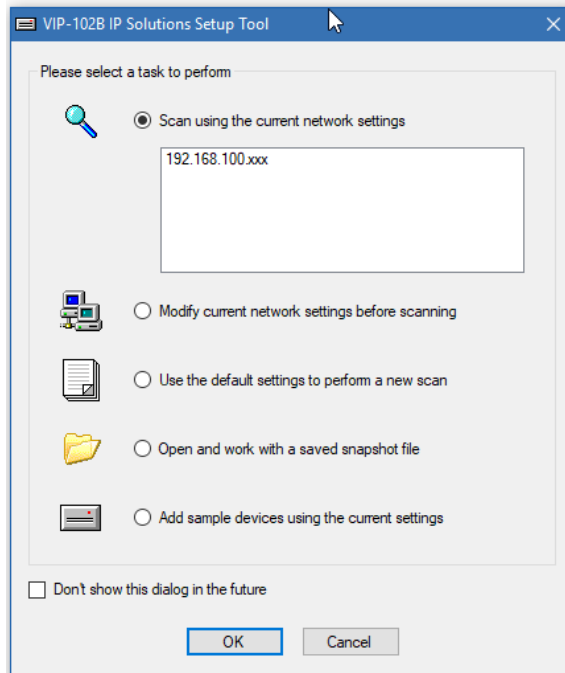 VIP-102B IP Solutions Setup Tool
Please select a task to perform
Scan using the current network settings
192.168.100.xxx
Modify current network settings before scanning
Use the default settings to perform a new scan
Open and work with a saved snapshot file
Add sample devices using the current settings
Don't show this dialog in the future
OK
Cancel